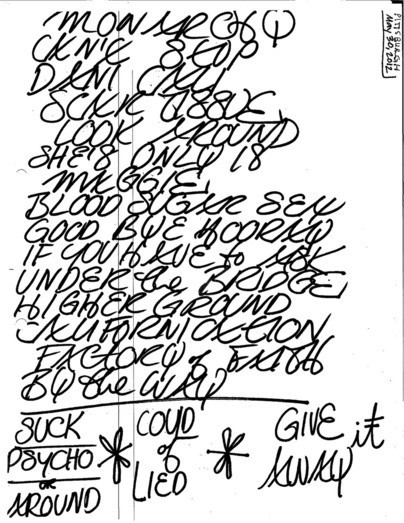 PITTSBURGH
MAY 30, 2012
MONARCHY
CAN'T STOP
DANI CALI
SCAR TISSUE
LOOK AROUND
SHE'S ONLY 18
MAGGIE
BLOOD SUGAR SEX
GOOD BYE HOORAY
IF YOU HAVE to ASK
UNDER the BRIDGE
HIGHER GROUND
CALIFORNICATION
FACTORY of FAITH
BY the WAY
SUCK
PSYCHO
or
AROUND
COULD
of
LIED
GIVE it
AWAY